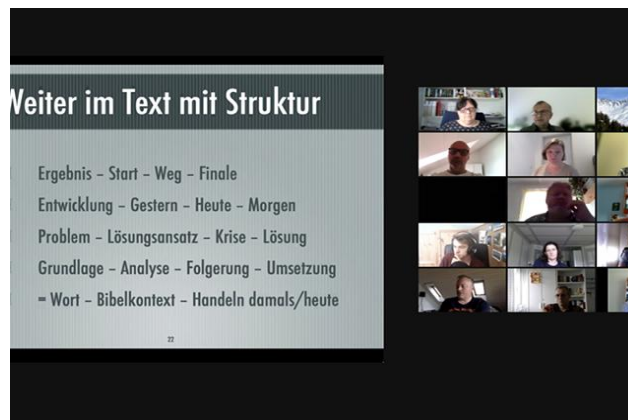 Weiter im Text mit Struktur
Ergebnis – Start – Weg – Finale
Entwicklung – Gestern – Heute – Morgen
Problem – Lösungsansatz – Krise – Lösung
Grundlage – Analyse – Folgerung – Umsetzung
= Wort – Bibelkontext – Handeln damals/heute
22